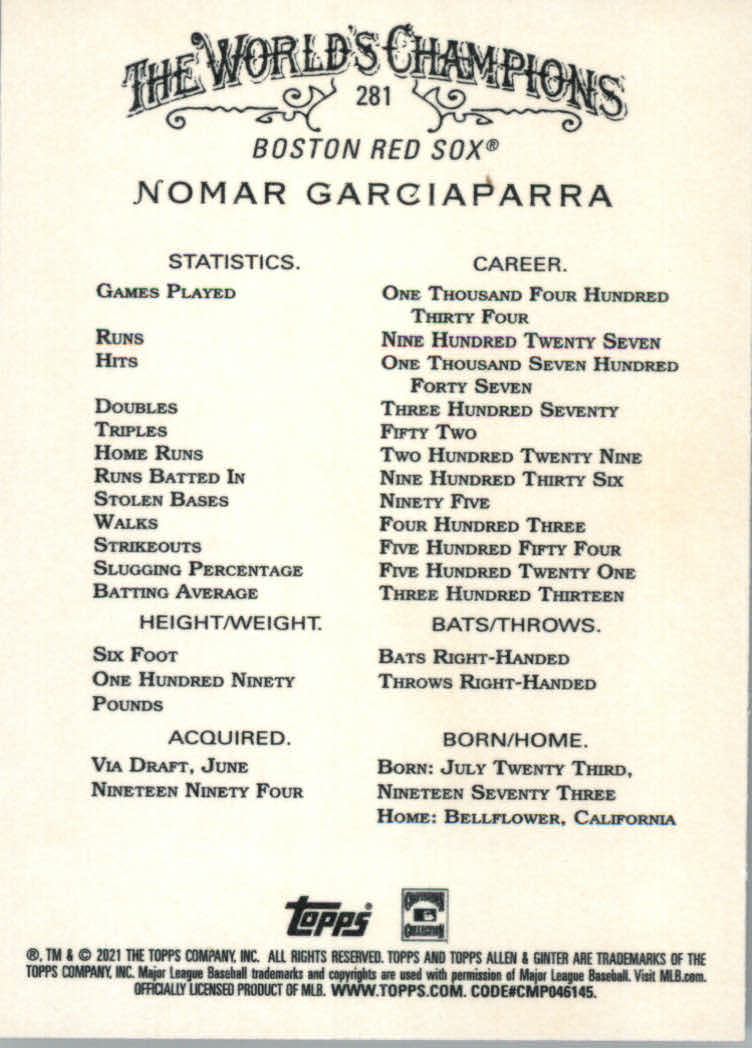 THE WORLD'S CHAMPIONS
281
BOSTON RED SOX®
NOMAR GARCIAPARRA
STATISTICS. CAREER.
GAMES PLAYED ONE THOUSAND FOUR HUNDRED
THIRTY FOUR
RUNS NINE HUNDRED TWENTY SEVEN
HITS ONE THOUSAND SEVEN HUNDRED
FORTY SEVEN
DOUBLES THREE HUNDRED SEVENTY
TRIPLES FIFTY TWO
HOME RUNS TWO HUNDRED TWENTY NINE
RUNS BATTED IN NINE HUNDRED THIRTY SIX
STOLEN BASES NINETY FIVE
WALKS FOUR HUNDRED THREE
STRIKEOUTS FIVE HUNDRED FIFTY FOUR
SLUGGING PERCENTAGE FIVE HUNDRED TWENTY ONE
BATTING AVERAGE THREE HUNDRED THIRTEEN
HEIGHT/WEIGHT. BATS/THROWS.
SIX FOOT BATS RIGHT-HANDED
ONE HUNDRED NINETY THROWS RIGHT-HANDED
POUNDS
ACQUIRED. BORN/HOME.
VIA DRAFT, JUNE BORN: JULY TWENTY THIRD,
NINETEEN NINETY FOUR NINETEEN SEVENTY THREE
HOME: BELLFLOWER, CALIFORNIA
Topps®
COLLECTION
®, TM & © 2021 THE TOPPS COMPANY, INC. ALL RIGHTS RESERVED. TOPPS AND TOPPS ALLEN & GINTER ARE TRADEMARKS OF THE
TOPPS COMPANY, INC. Major League Baseball trademarks and copyrights are used with permission of Major League Baseball. Visit MLB.com.
OFFICIALLY LICENSED PRODUCT OF MLB. WWW.TOPPS.COM. CODE#CMP046145.